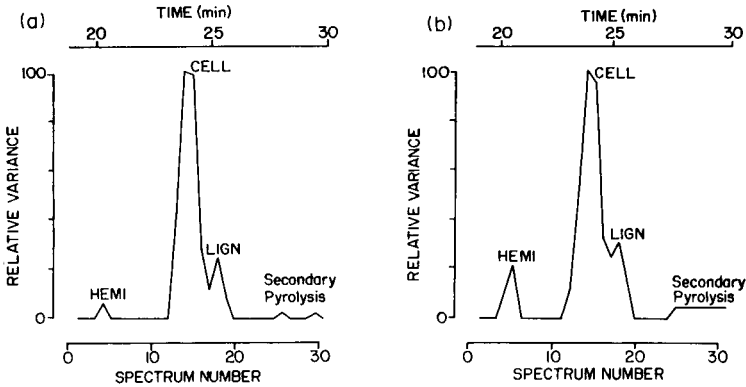 (a)
TIME (min)
20 25 30
100
CELL
RELATIVE VARIANCE
LIGN
HEMI
Secondary
Pyrolysis
0
0 10 20 30
SPECTRUM NUMBER
(b)
TIME (min)
20 25 30
100
CELL
RELATIVE VARIANCE
LIGN
HEMI
Secondary
Pyrolysis
0
0 10 20 30
SPECTRUM NUMBER